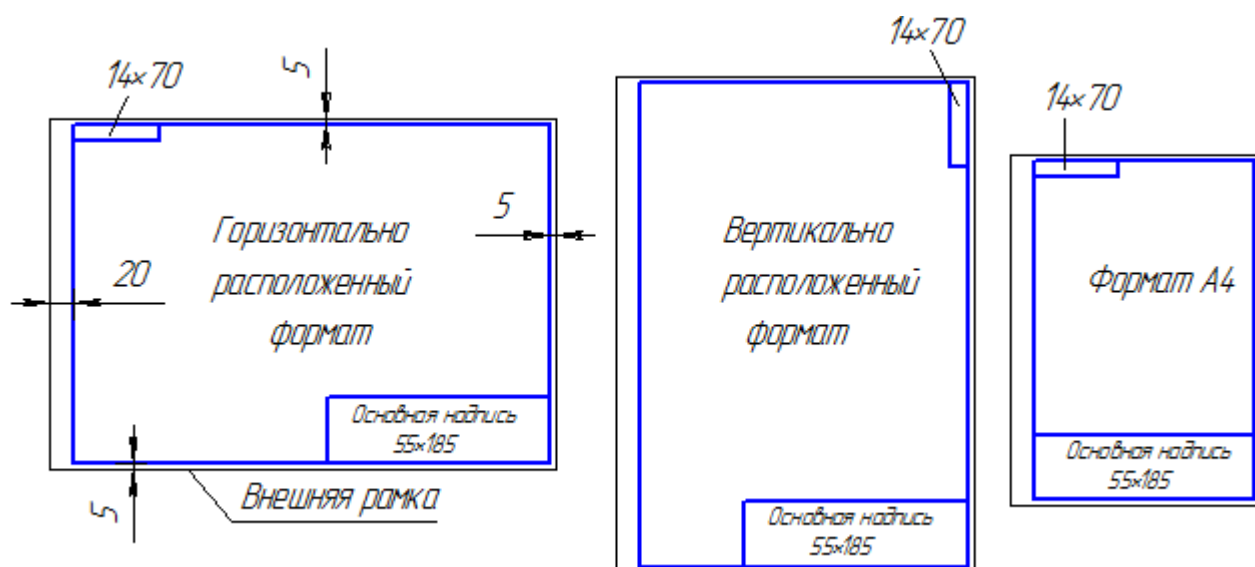 14×70
5
Горизонтально
расположенный
формат
5
20
Основная надпись
55×185
5
Внешняя рамка
14×70
Вертикально
расположенный
формат
Основная надпись
55×185
14×70
Формат А4
Основная надпись
55×185